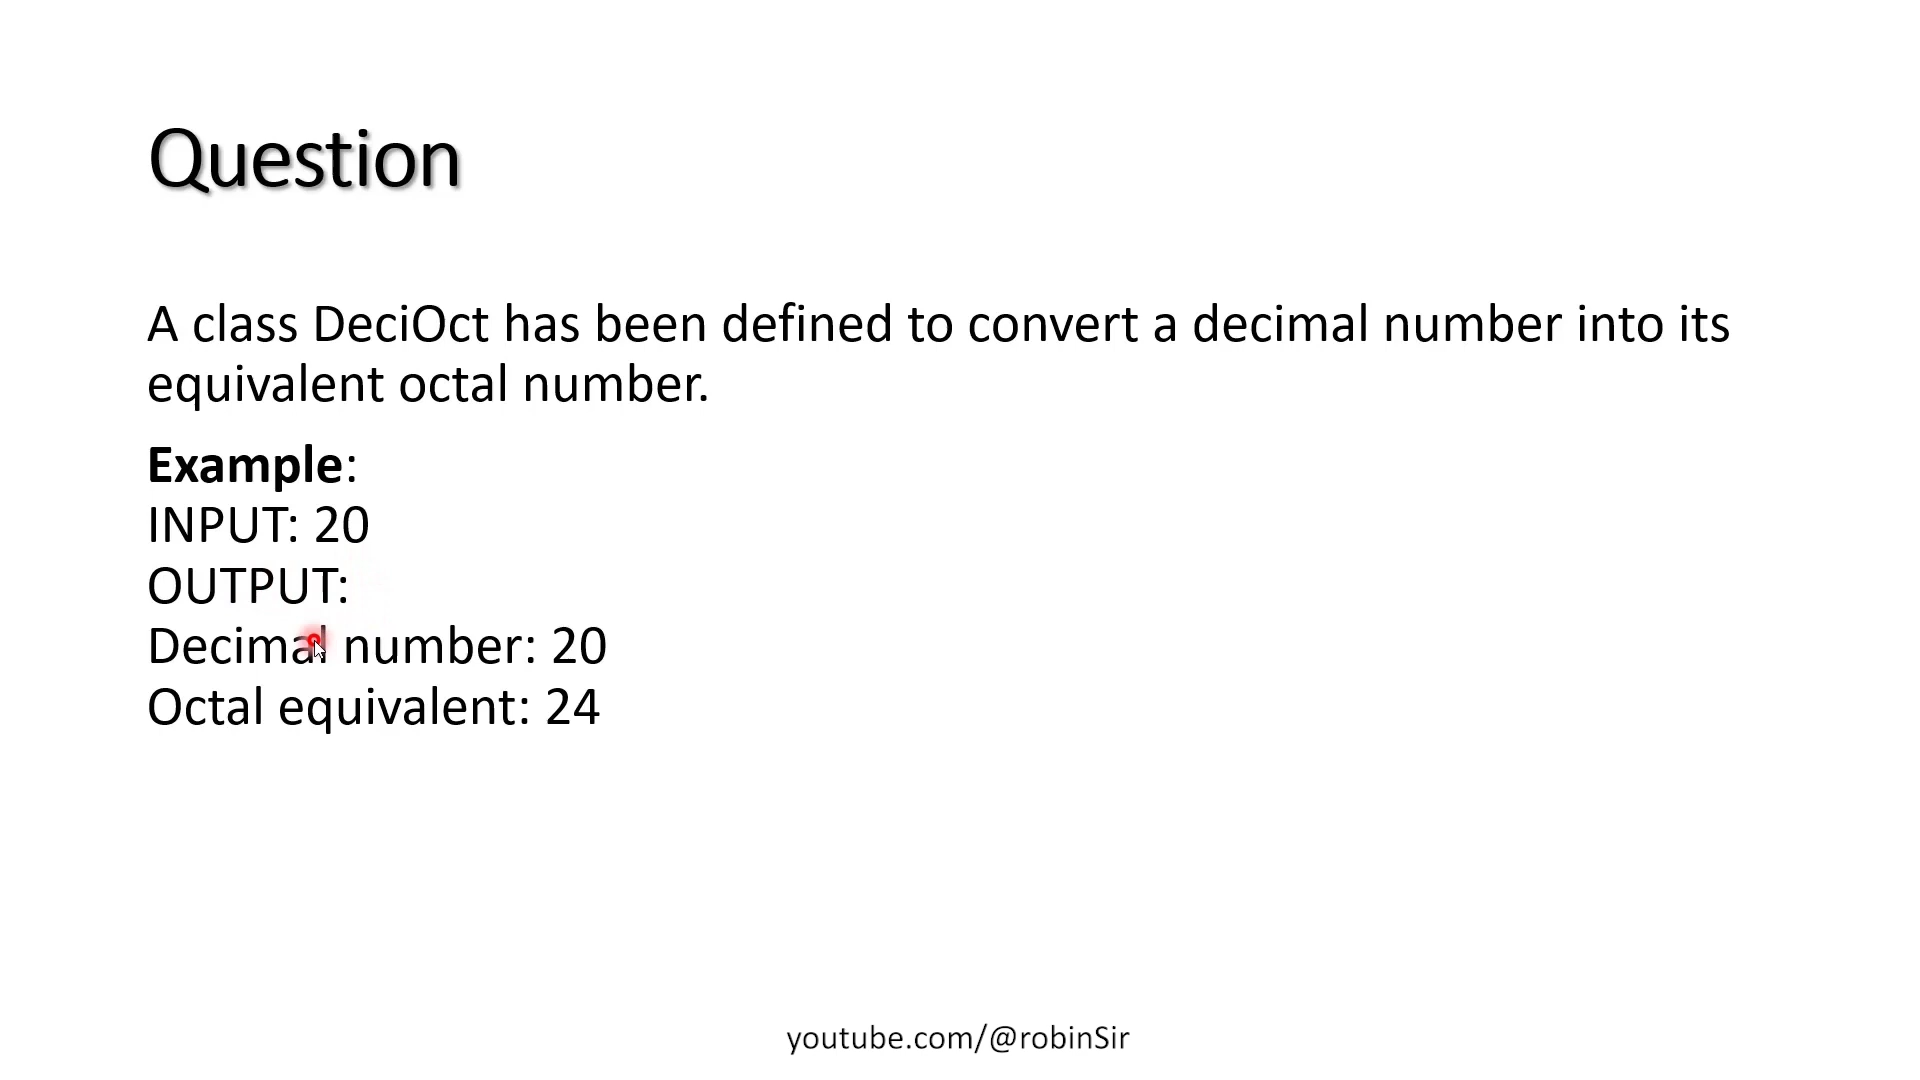 Question
A class DeciOct has been defined to convert a decimal number into its
equivalent octal number.
Example:
INPUT: 20
OUTPUT:
Decimal number: 20
Octal equivalent: 24
youtube.com/@robinSir